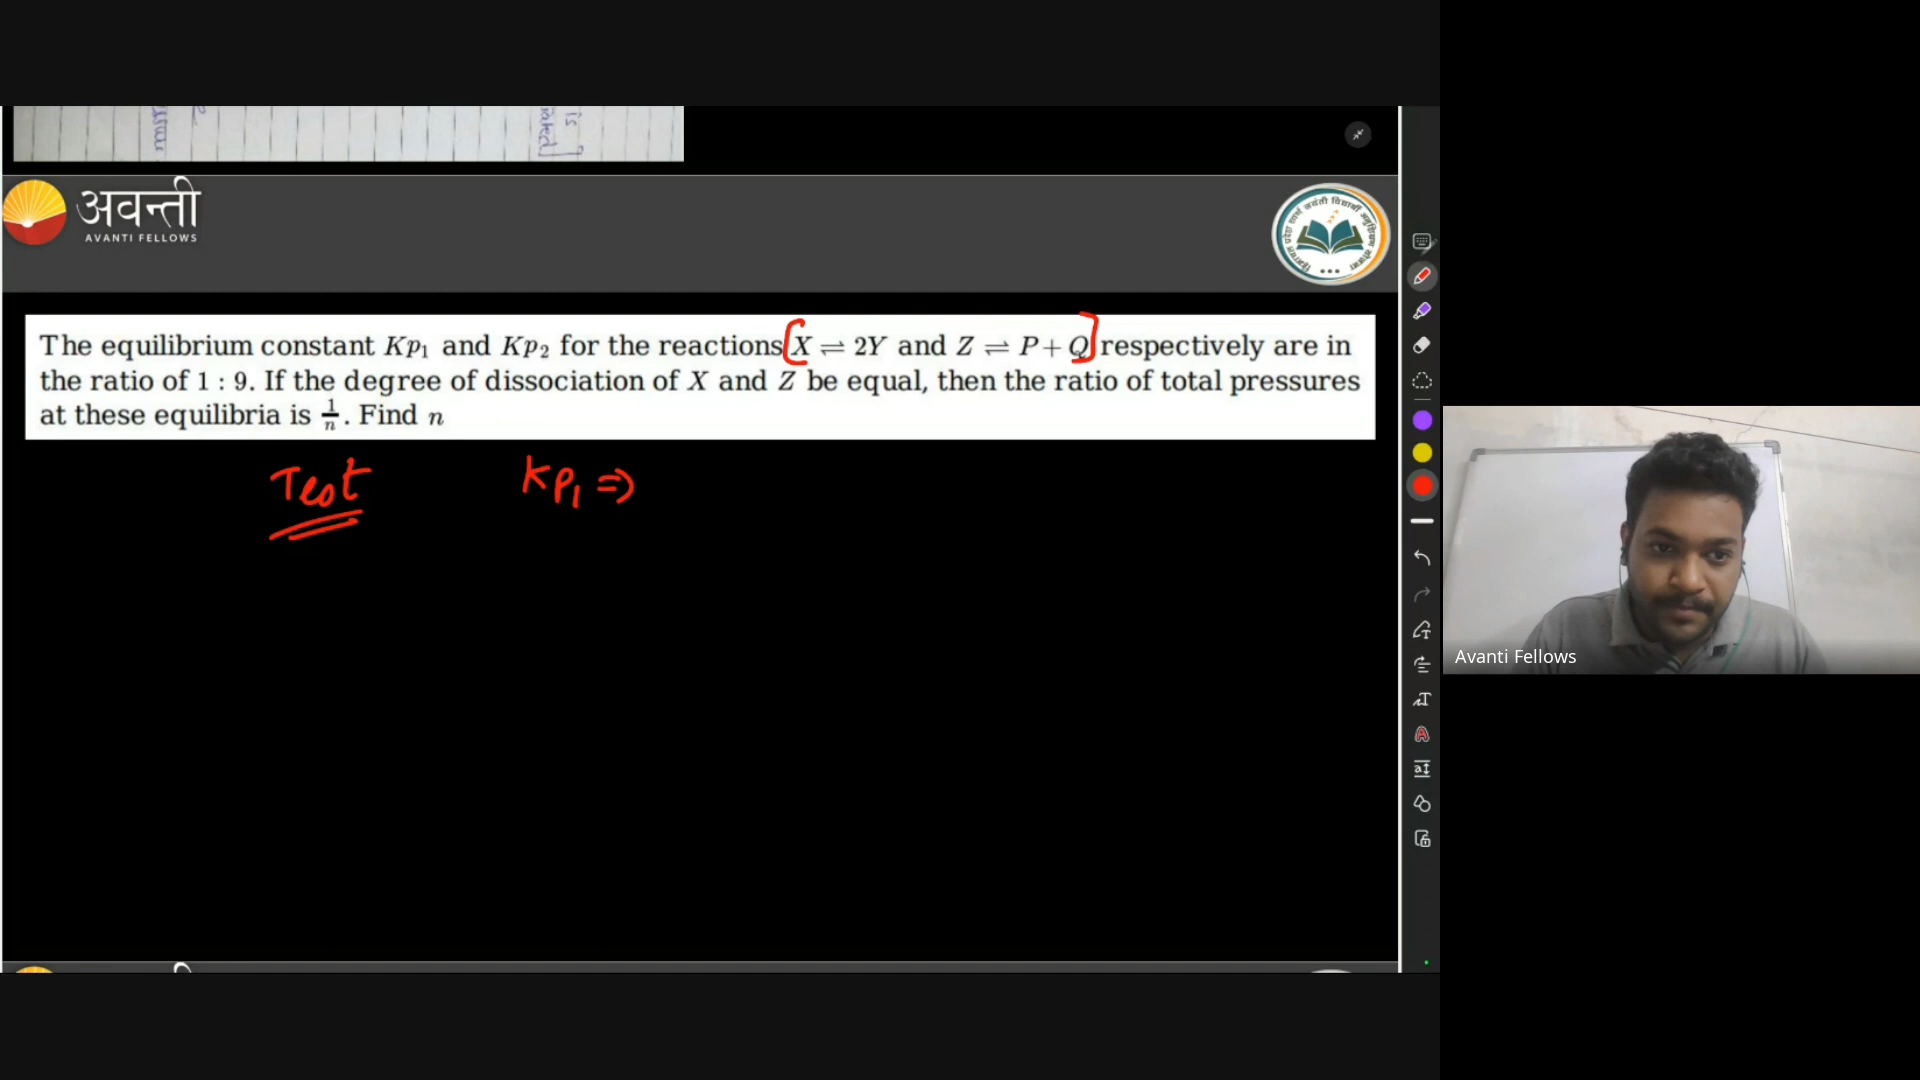 is
अवन्ती
AVANTI FELLOWS
The equilibrium constant Kp₁ and Kp₂ for the reactions [X ⇌ 2Y and Z ⇌ P + Q] respectively are in
the ratio of 1 : 9. If the degree of dissociation of X and Z be equal, then the ratio of total pressures
at these equilibria is 1/n. Find n
Test Kp₁ ⇒
Avanti Fellows